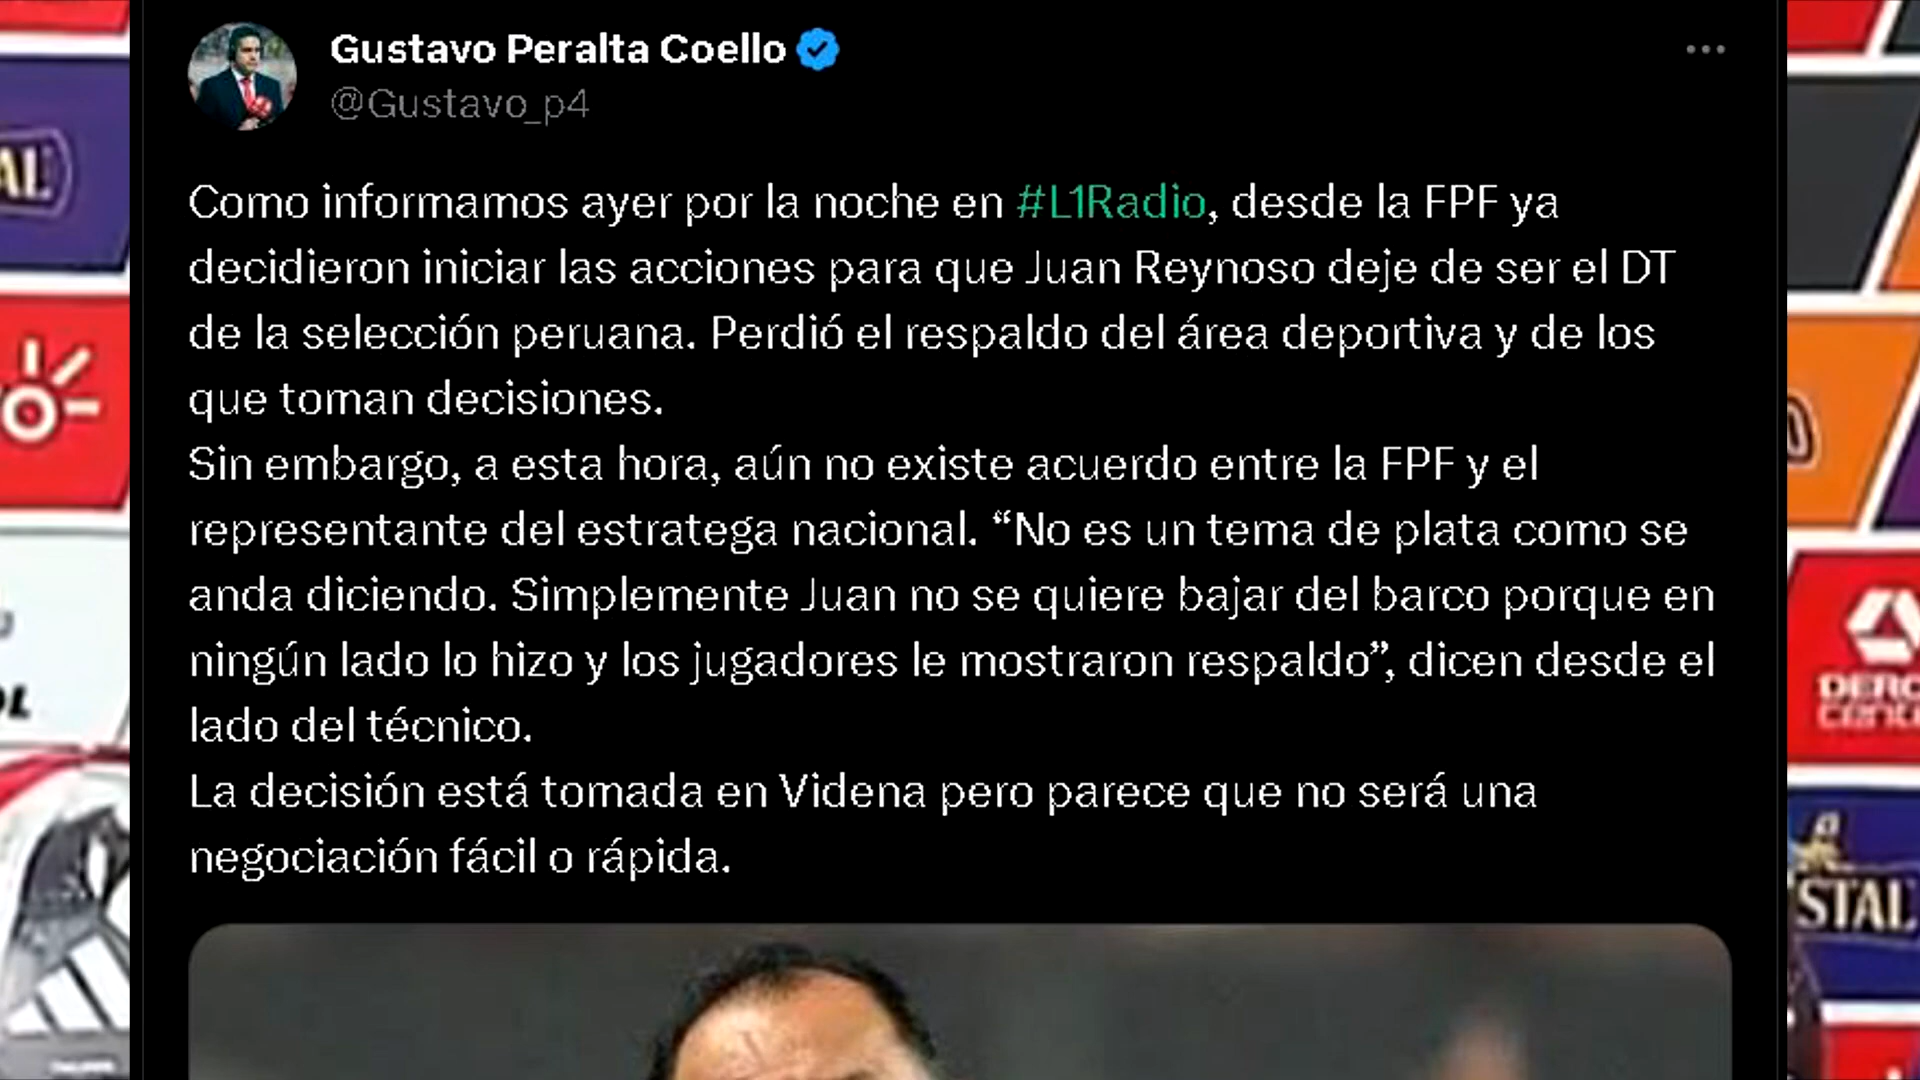 Gustavo Peralta Coello
@Gustavo_p4
Como informamos ayer por la noche en #L1Radio, desde la FPF ya
decidieron iniciar las acciones para que Juan Reynoso deje de ser el DT
de la selección peruana. Perdió el respaldo del área deportiva y de los
que toman decisiones.
Sin embargo, a esta hora, aún no existe acuerdo entre la FPF y el
representante del estratega nacional. “No es un tema de plata como se
anda diciendo. Simplemente Juan no se quiere bajar del barco porque en
ningún lado lo hizo y los jugadores le mostraron respaldo”, dicen desde el
lado del técnico.
La decisión está tomada en Videna pero parece que no será una
negociación fácil o rápida.
AL
OL
DERC
STAL